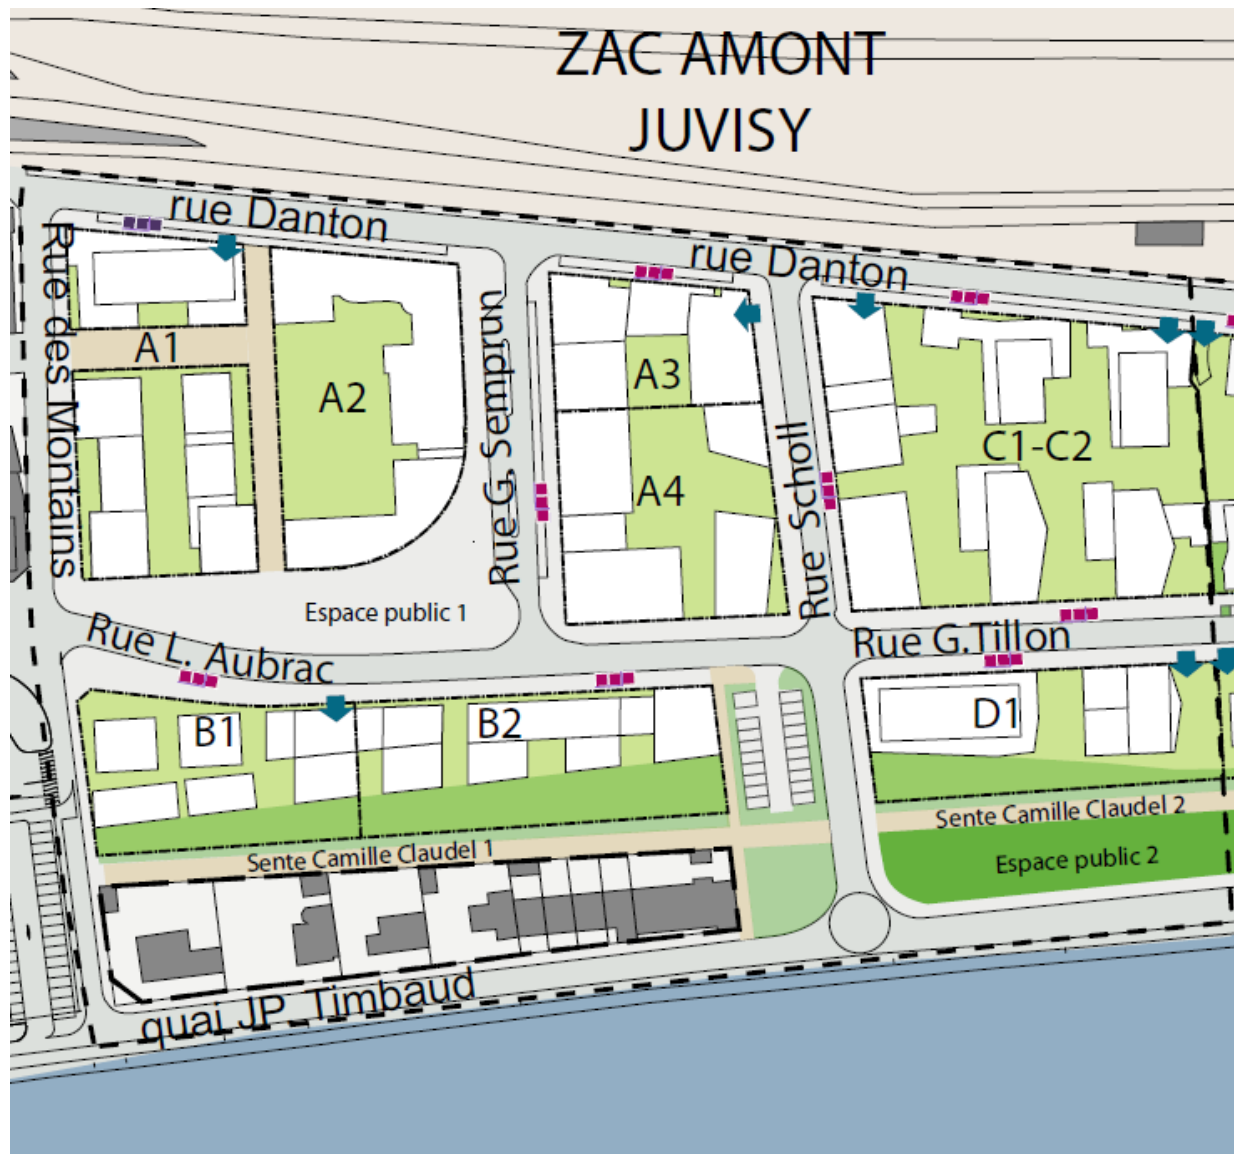 ZAC AMONT
JUVISY
rue Danton
rue Danton
Rue des Montains
A1
A2
Rue G. Semprun
A3
A4
Rue Scholl
C1-C2
Espace public 1
Rue L. Aubrac
Rue G.Tillon
B1
B2
D1
Sente Camille Claudel 1
Sente Camille Claudel 2
Espace public 2
quai JP. Timbaud